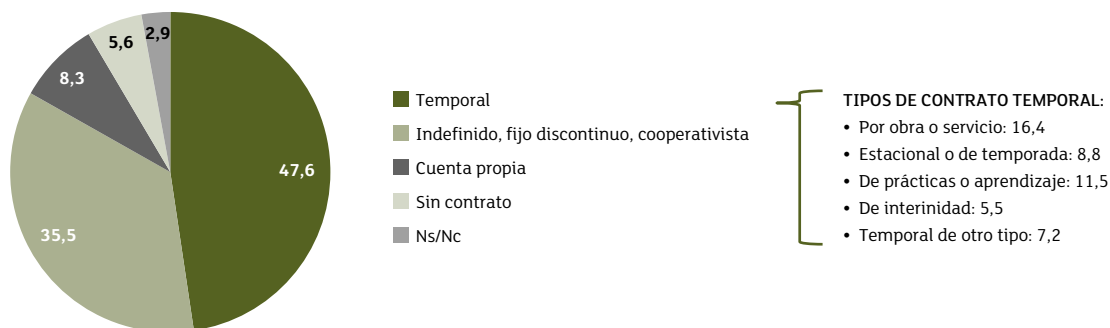 2,9
5,6
8,3
47,6
35,5
Temporal
Indefinido, fijo discontinuo, cooperativista
Cuenta propia
Sin contrato
Ns/Nc
TIPOS DE CONTRATO TEMPORAL:
• Por obra o servicio: 16,4
• Estacional o de temporada: 8,8
• De prácticas o aprendizaje: 11,5
• De interinidad: 5,5
• Temporal de otro tipo: 7,2